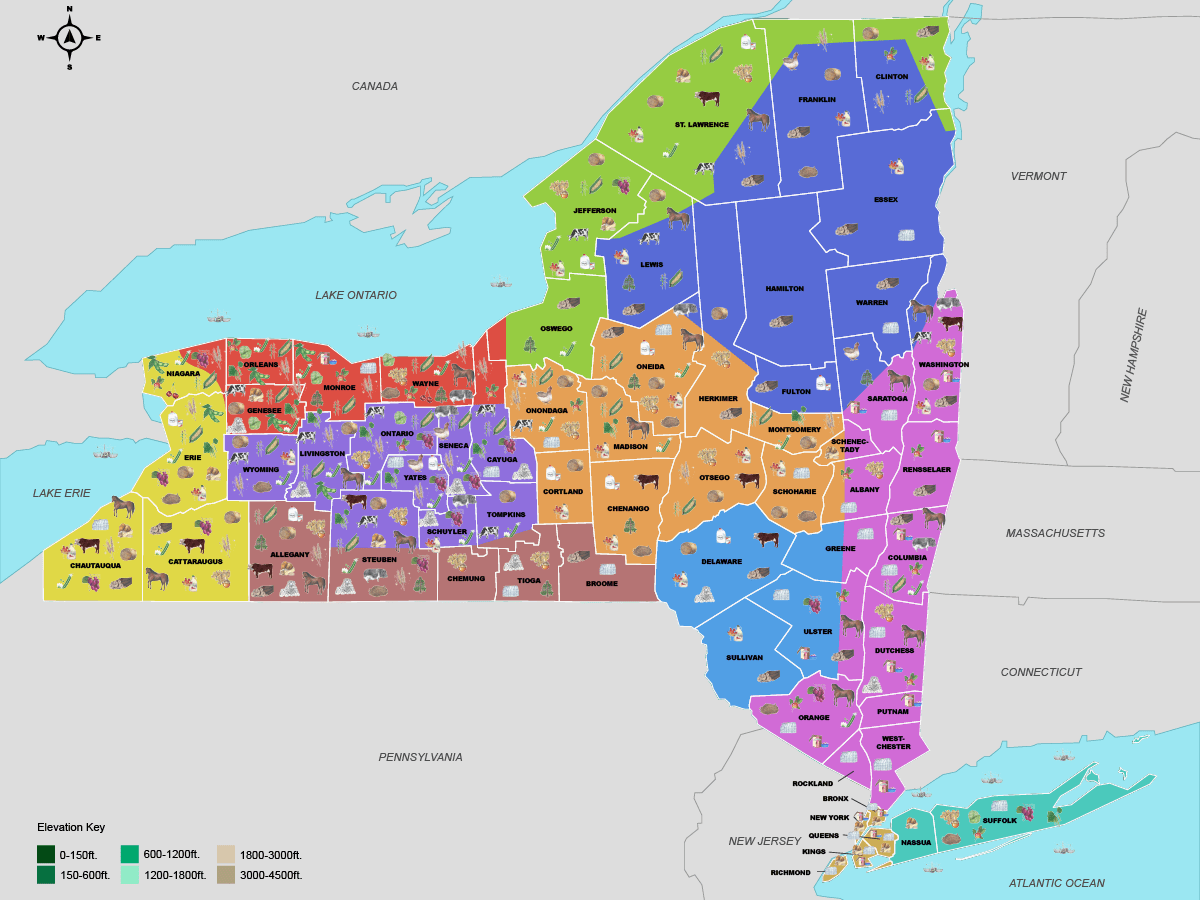 N
W
E
S
CANADA
CLINTON
FRANKLIN
ST. LAWRENCE
VERMONT
ESSEX
JEFFERSON
LEWIS
HAMILTON
LAKE ONTARIO
WARREN
OSWEGO
NEW HAMPSHIRE
ORLEANS
ONEIDA
WASHINGTON
NIAGARA
MONROE
WAYNE
FULTON
HERKIMER
SARATOGA
GENESEE
ONONDAGA
MONTGOMERY
ONTARIO
SENECA
MADISON
SCHENEC-
TADY
ERIE
LIVINGSTON
CAYUGA
WYOMING
YATES
OTSEGO
RENSSELAER
LAKE ERIE
CORTLAND
SCHOHARIE
ALBANY
CHENANGO
TOMPKINS
SCHUYLER
MASSACHUSETTS
ALLEGANY
GREENE
COLUMBIA
CHAUTAUQUA
CATTARAUGUS
STEUBEN
DELAWARE
CHEMUNG
TIOGA
BROOME
ULSTER
DUTCHESS
SULLIVAN
CONNECTICUT
PUTNAM
ORANGE
WEST-
CHESTER
PENNSYLVANIA
ROCKLAND
BRONX
NEW YORK
SUFFOLK
QUEENS
NEW JERSEY
NASSUA
KINGS
RICHMOND
ATLANTIC OCEAN
Elevation Key
0-150ft.
600-1200ft.
1800-3000ft.
150-600ft.
1200-1800ft.
3000-4500ft.